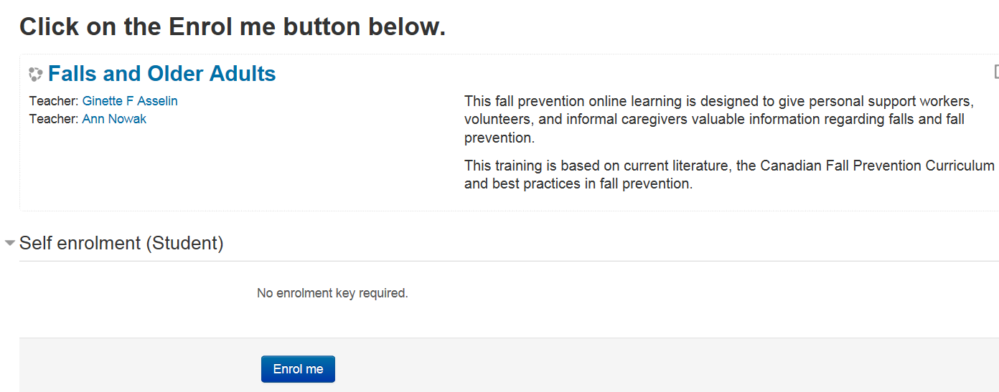 Click on the Enrol me button below.
Falls and Older Adults
Teacher: Ginette F Asselin
Teacher: Ann Nowak
This fall prevention online learning is designed to give personal support workers,
volunteers, and informal caregivers valuable information regarding falls and fall
prevention.
This training is based on current literature, the Canadian Fall Prevention Curriculum
and best practices in fall prevention.
Self enrolment (Student)
No enrolment key required.
Enrol me